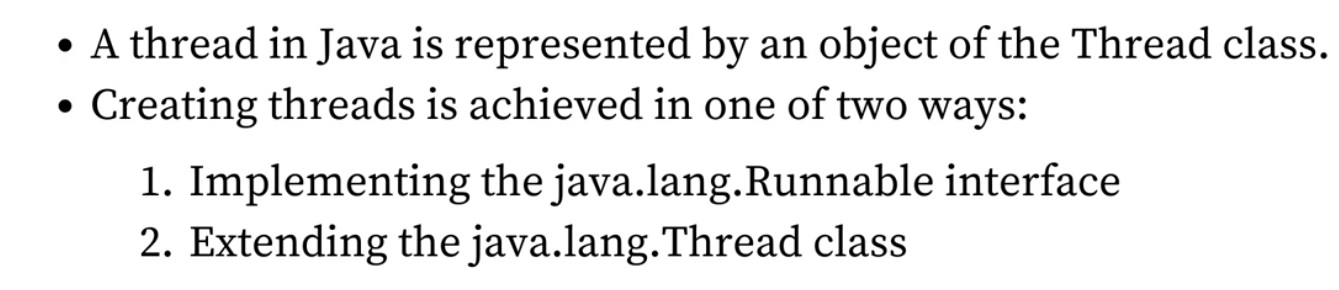 • A thread in Java is represented by an object of the Thread class.
• Creating threads is achieved in one of two ways:
1. Implementing the java.lang.Runnable interface
2. Extending the java.lang.Thread class